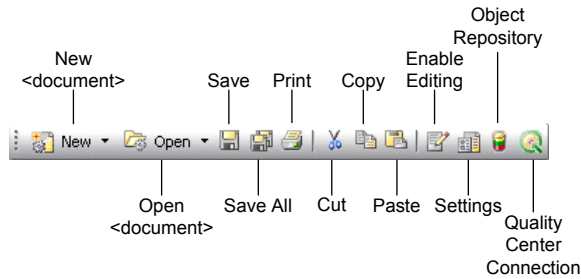 Object
Repository
New
<document>
Save
Print
Copy
Enable
Editing
New
Open
Open
<document>
Save All
Cut
Paste
Settings
Quality
Center
Connection